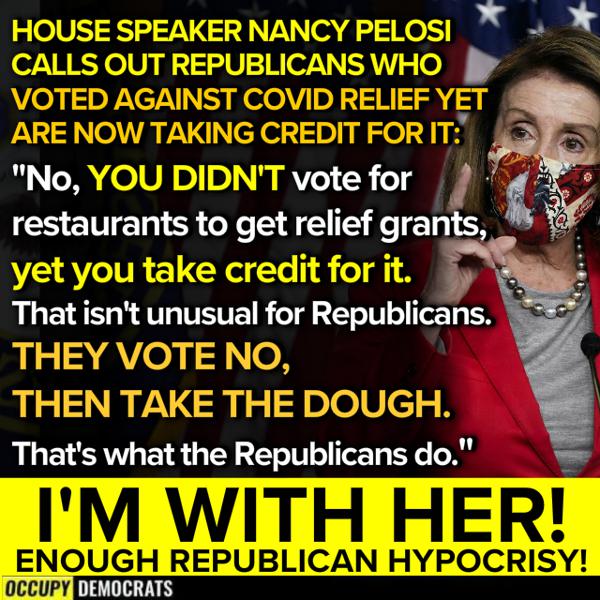 HOUSE SPEAKER NANCY PELOSI
CALLS OUT REPUBLICANS WHO
VOTED AGAINST COVID RELIEF YET
ARE NOW TAKING CREDIT FOR IT:
"No, YOU DIDN'T vote for
restaurants to get relief grants,
yet you take credit for it.
That isn't unusual for Republicans.
THEY VOTE NO,
THEN TAKE THE DOUGH.
That's what the Republicans do."
I'M WITH HER!
ENOUGH REPUBLICAN HYPOCRISY!
OCCUPY DEMOCRATS